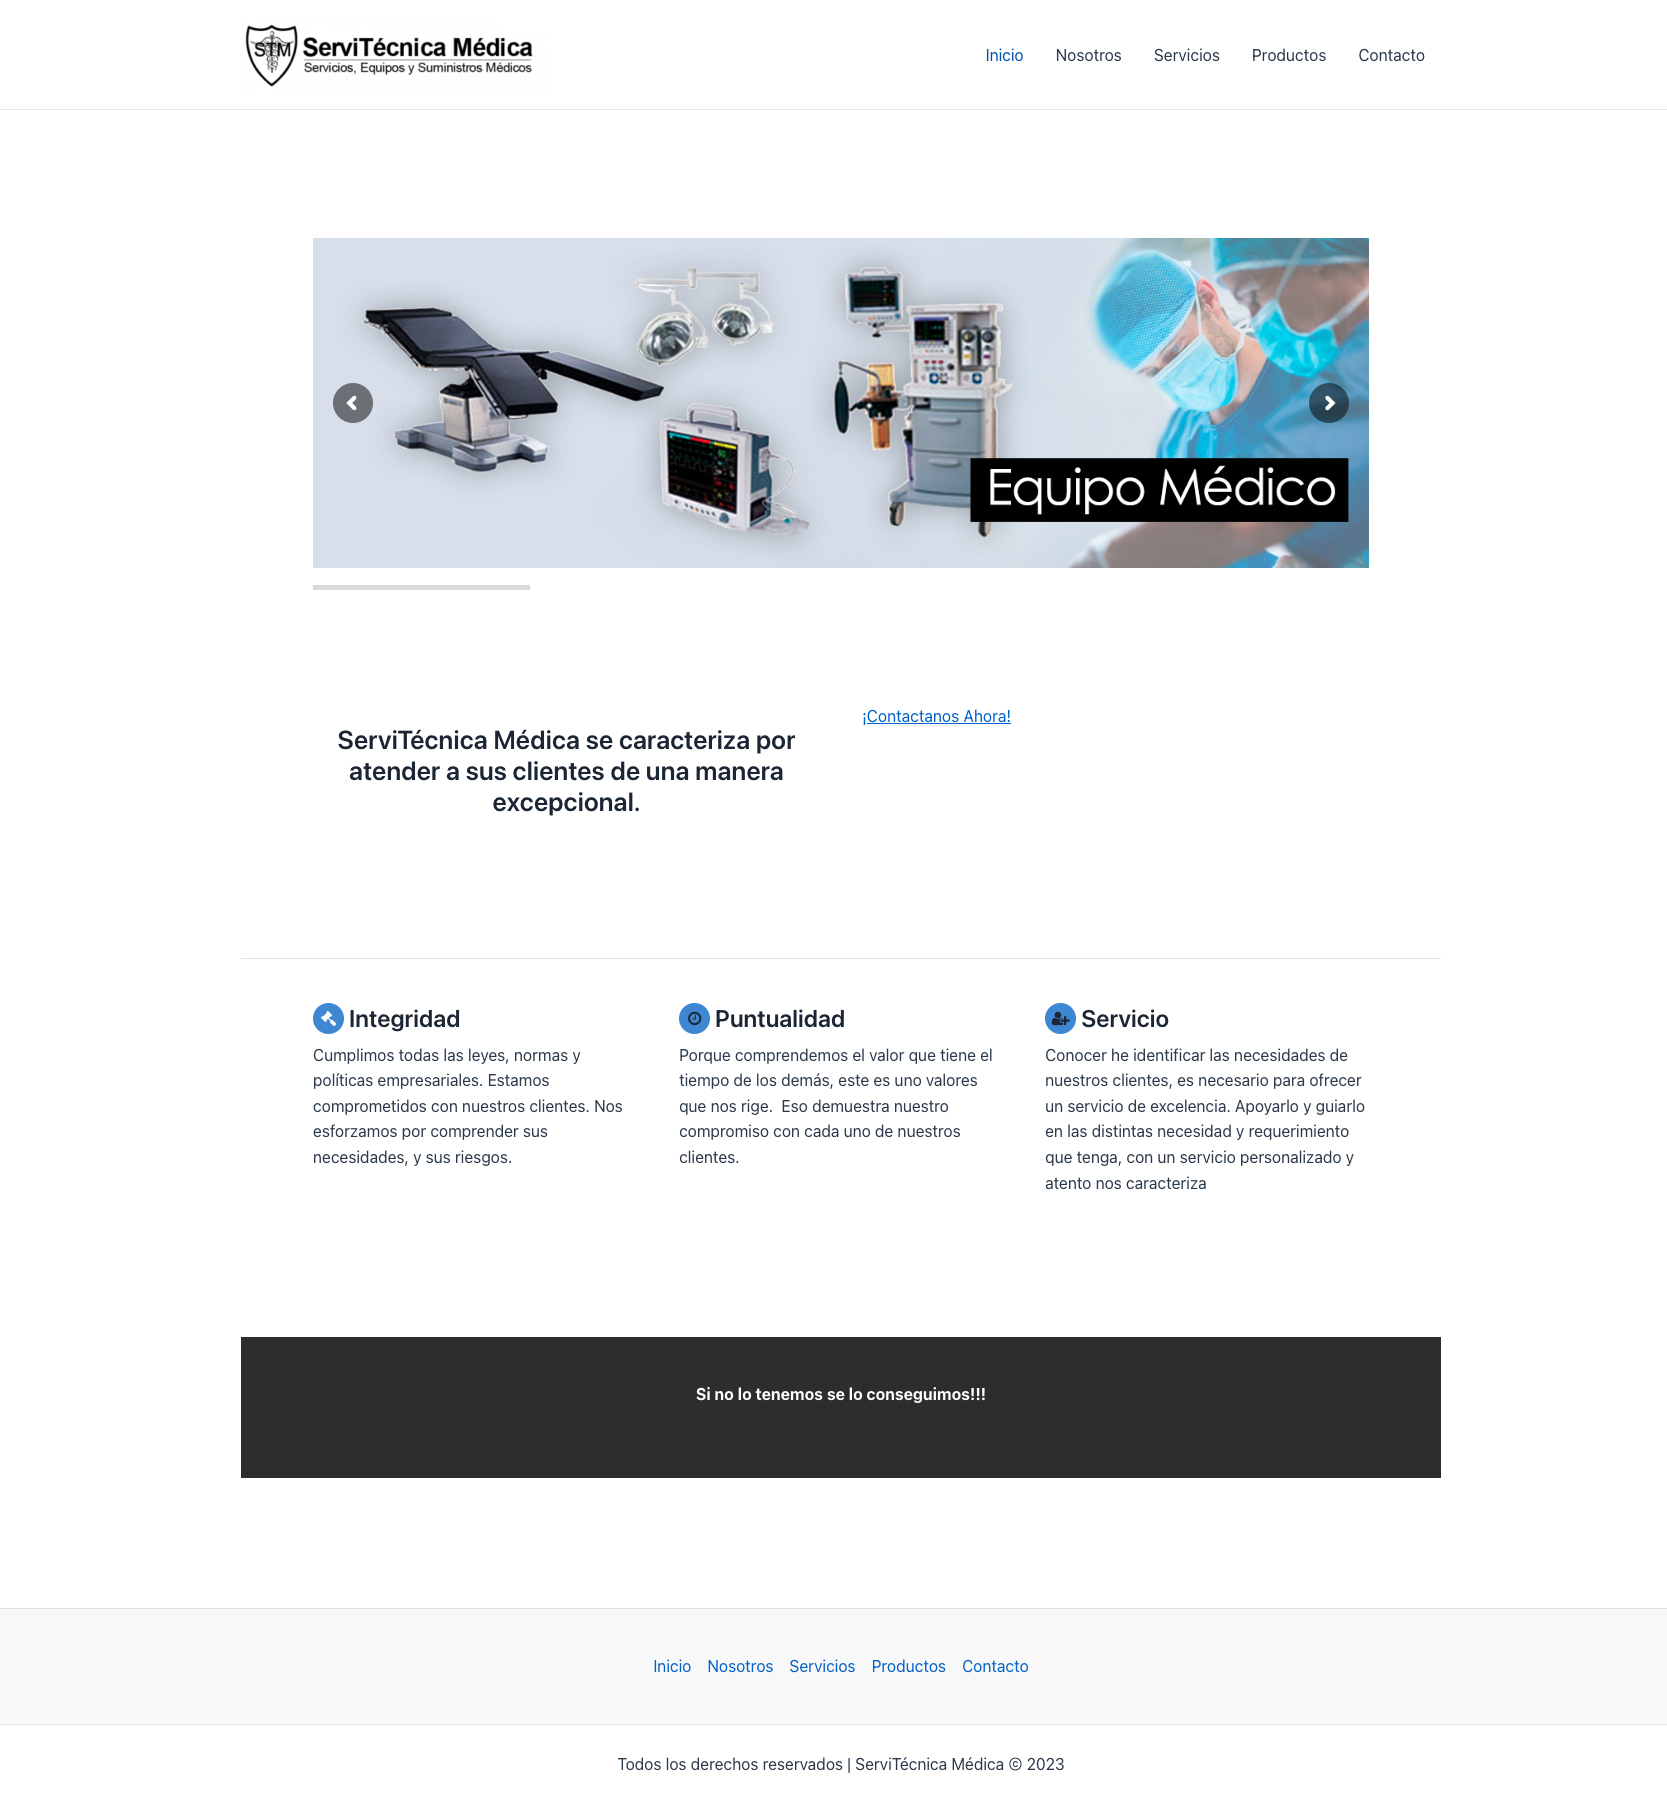 STM
ServiTécnica Médica
Servicios, Equipos y Suministros Médicos
Inicio
Nosotros
Servicios
Productos
Contacto
Equipo Médico
¡Contactanos Ahora!
ServiTécnica Médica se caracteriza por
atender a sus clientes de una manera
excepcional.
Integridad
Cumplimos todas las leyes, normas y
políticas empresariales. Estamos
comprometidos con nuestros clientes. Nos
esforzamos por comprender sus
necesidades, y sus riesgos.
Puntualidad
Porque comprendemos el valor que tiene el
tiempo de los demás, este es uno valores
que nos rige.  Eso demuestra nuestro
compromiso con cada uno de nuestros
clientes.
Servicio
Conocer he identificar las necesidades de
nuestros clientes, es necesario para ofrecer
un servicio de excelencia. Apoyarlo y guiarlo
en las distintas necesidad y requerimiento
que tenga, con un servicio personalizado y
atento nos caracteriza
Si no lo tenemos se lo conseguimos!!!
Inicio
Nosotros
Servicios
Productos
Contacto
Todos los derechos reservados | ServiTécnica Médica © 2023